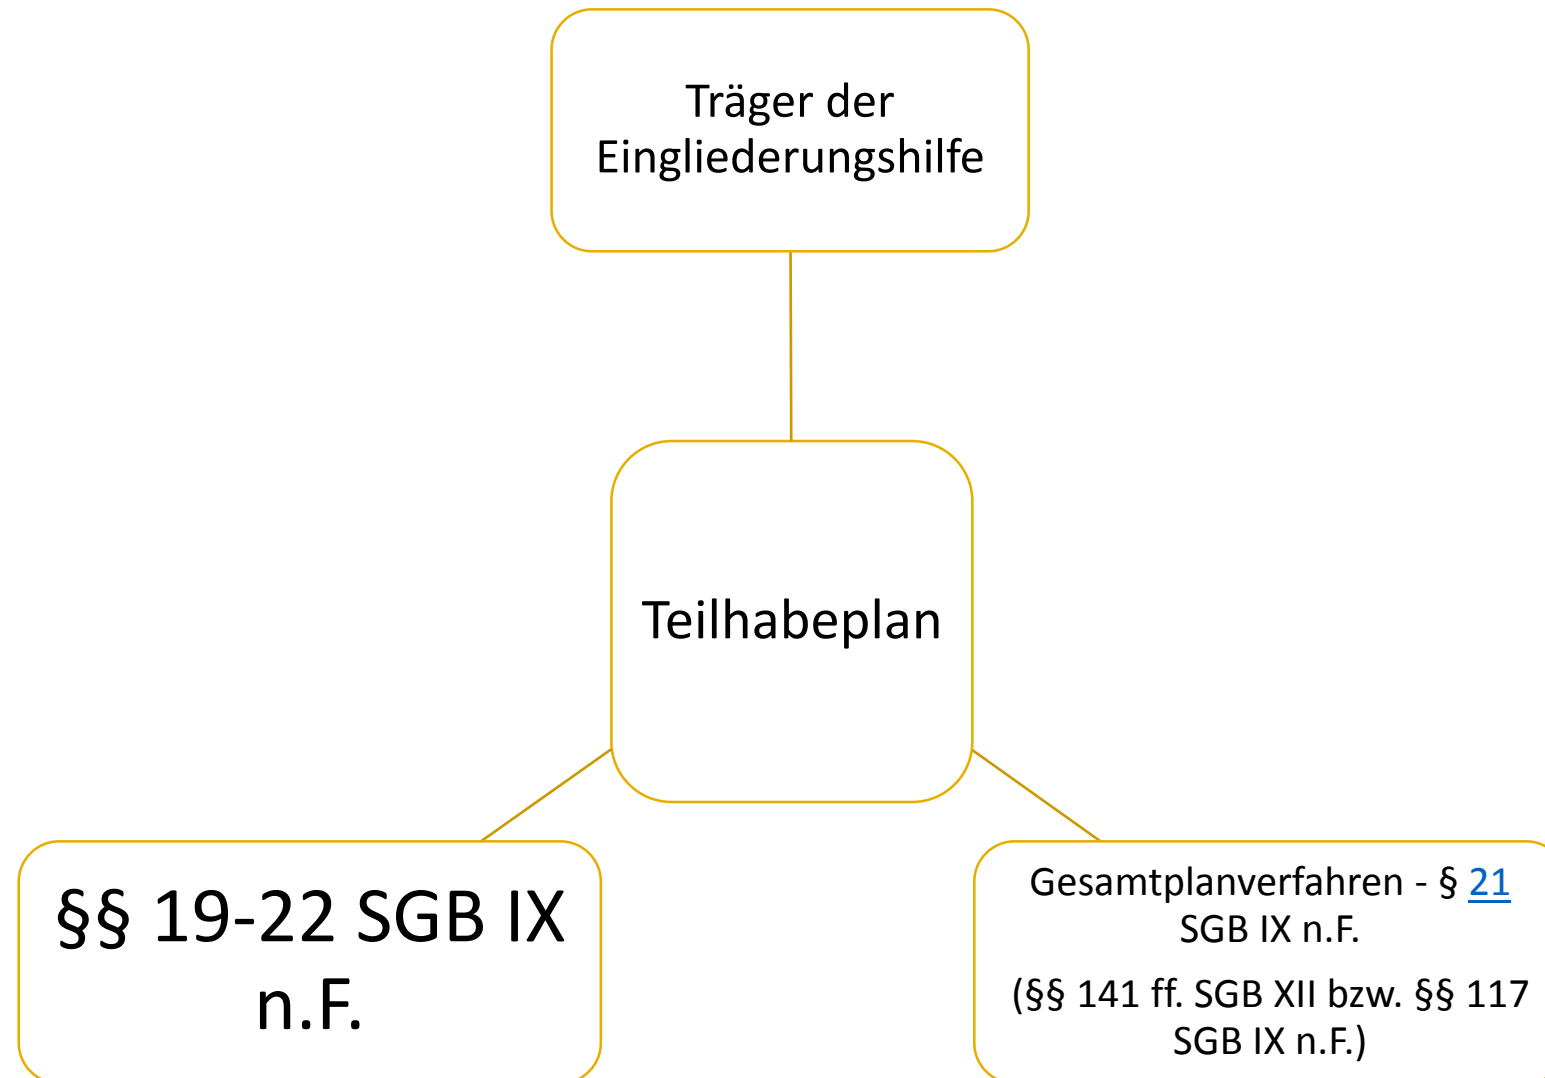 Träger der
Eingliederungshilfe
Teilhabeplan
§§ 19-22 SGB IX
n.F.
Gesamtplanverfahren - § 21
SGB IX n.F.
(§§ 141 ff. SGB XII bzw. §§ 117
SGB IX n.F.)